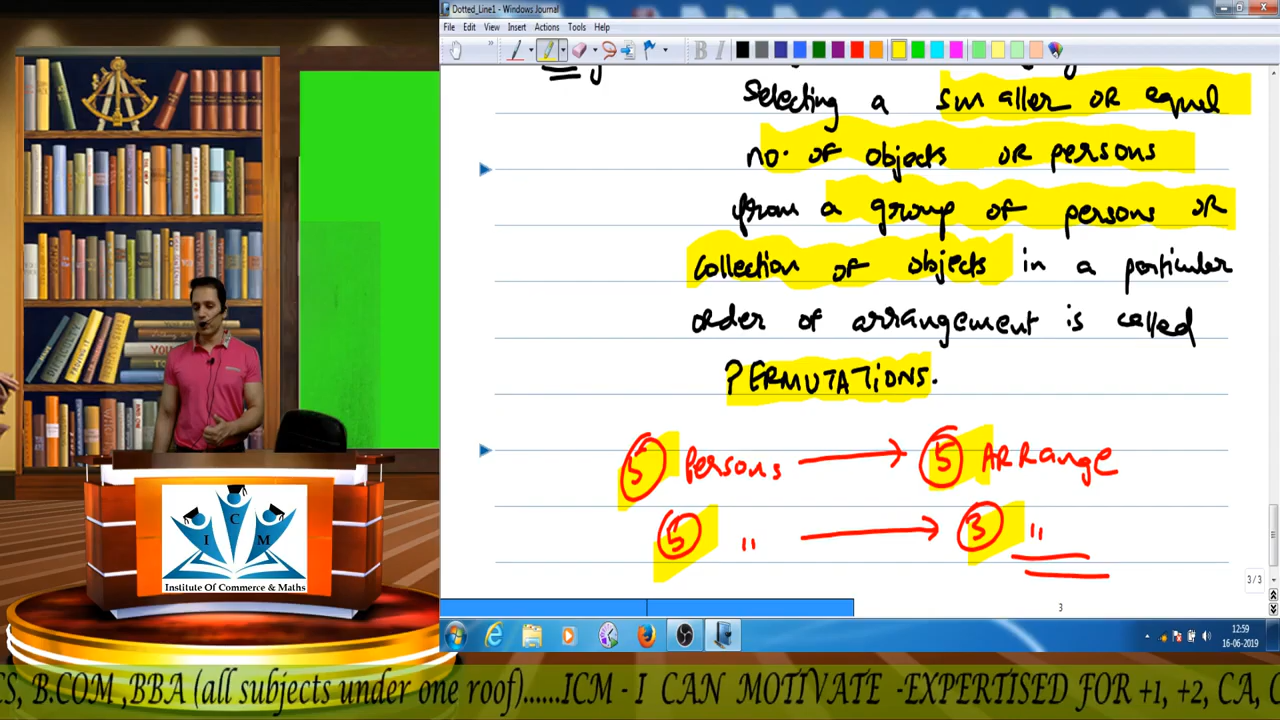 Dotted_Line1 - Windows Journal
File Edit View Insert Actions Tools Help
Selecting a smaller OR equal
no. of objects OR persons
from a group of persons OR
collection of objects in a particular
order of arrangement is called
PERMUTATIONS.
5 Persons → 5 ARRange
5 " → 3 "
3/3
3
12:59
16-06-2019
I C M
Institute Of Commerce & Maths
CS, B.COM ,BBA (all subjects under one roof)......ICM - I CAN MOTIVATE -EXPERTISED FOR +1, +2, CA, C